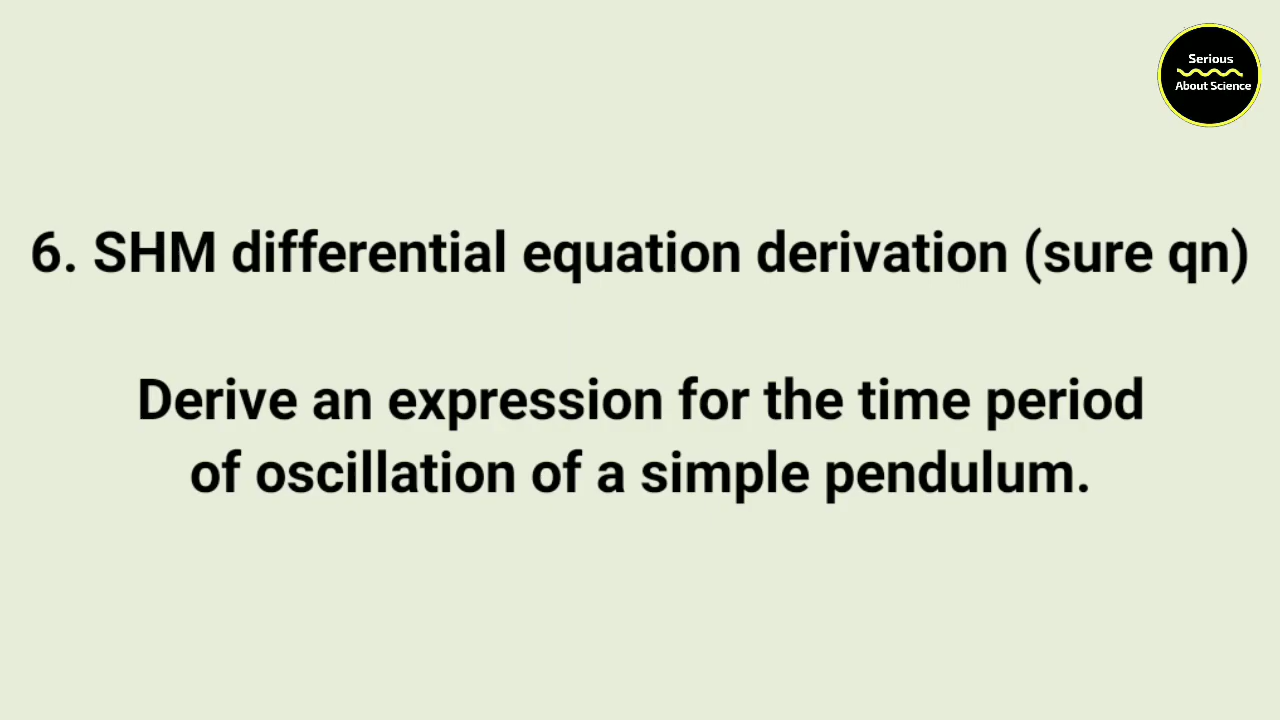 Serious
About Science
6. SHM differential equation derivation (sure qn)
Derive an expression for the time period
of oscillation of a simple pendulum.